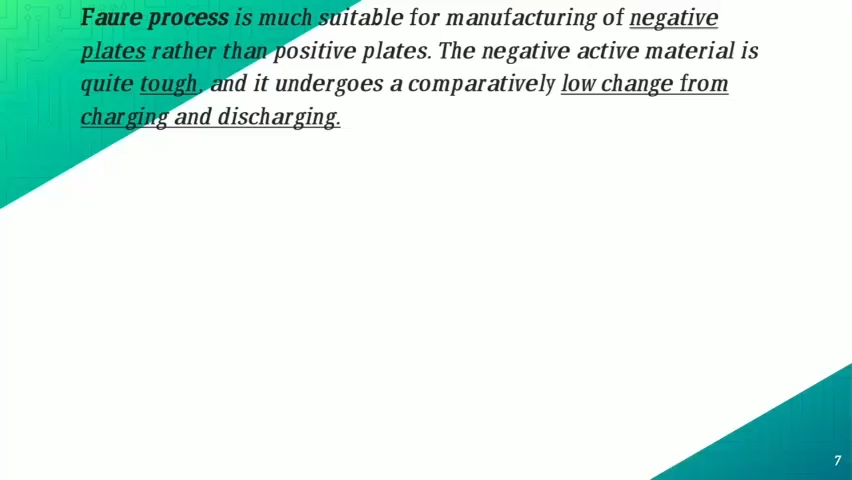 Faure process is much suitable for manufacturing of negative
plates rather than positive plates. The negative active material is
quite tough, and it undergoes a comparatively low change from
charging and discharging.
7